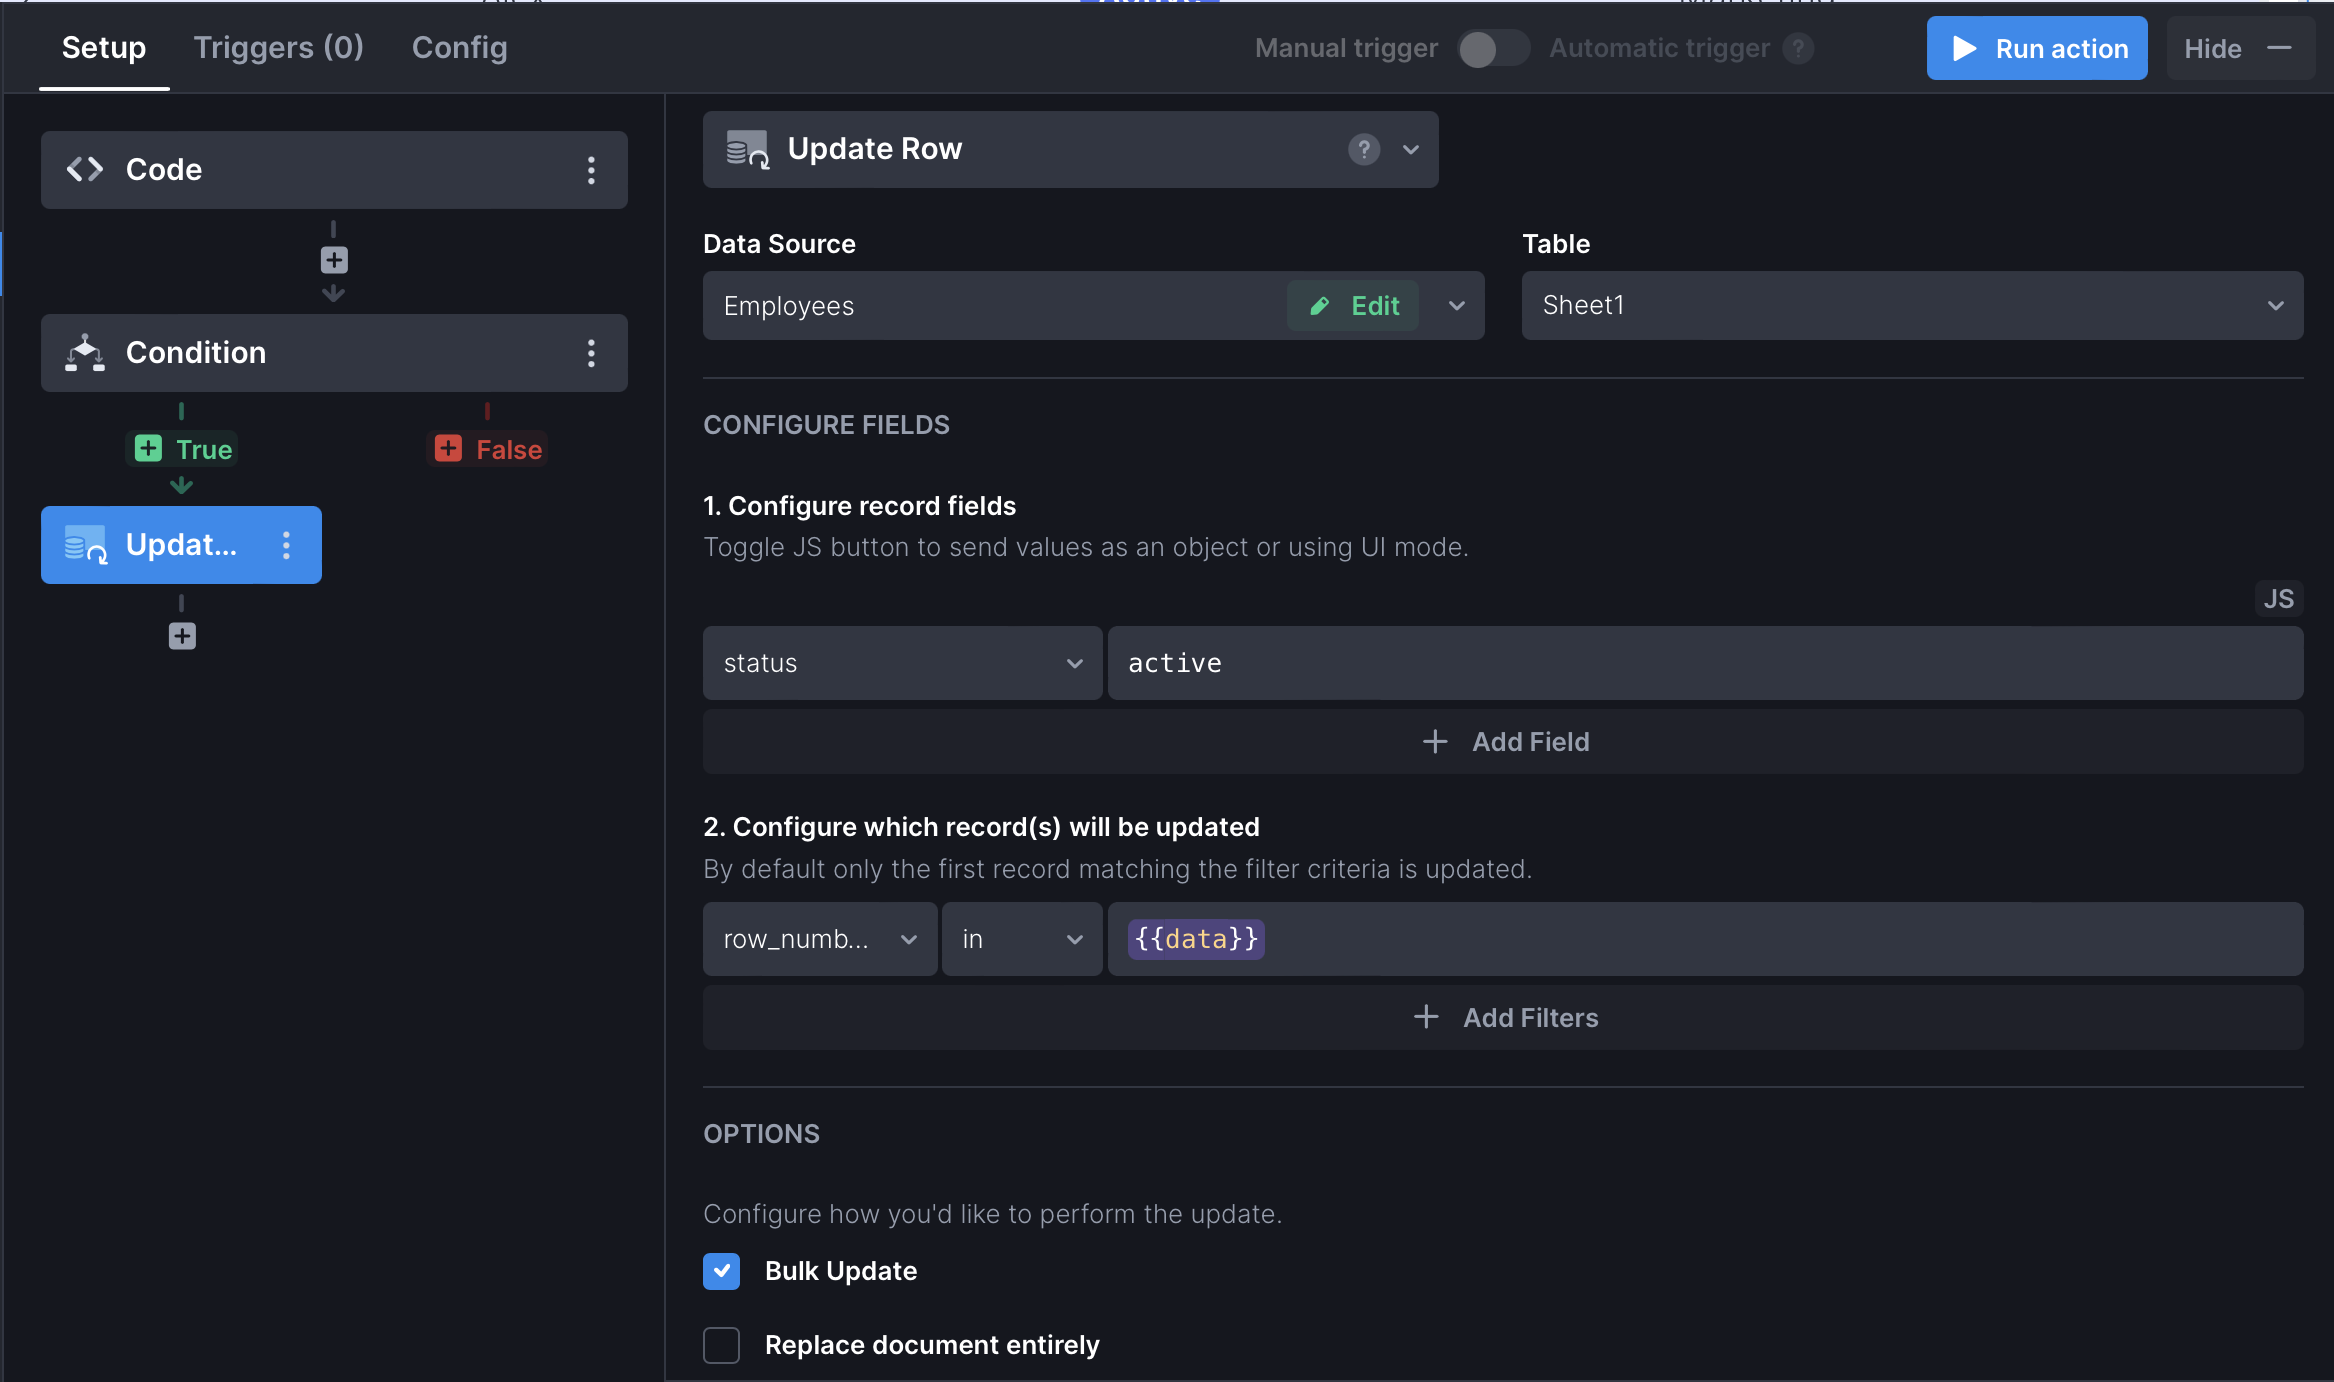 Setup
Triggers (0)
Config
Manual trigger
Automatic trigger ?
Run action
Hide
Code
Condition
True
False
Updat...
Update Row
?
Data Source
Table
Employees
Edit
Sheet1
CONFIGURE FIELDS
1. Configure record fields
Toggle JS button to send values as an object or using UI mode.
JS
status
active
Add Field
2. Configure which record(s) will be updated
By default only the first record matching the filter criteria is updated.
row_numb...
in
{{data}}
Add Filters
OPTIONS
Configure how you'd like to perform the update.
Bulk Update
Replace document entirely